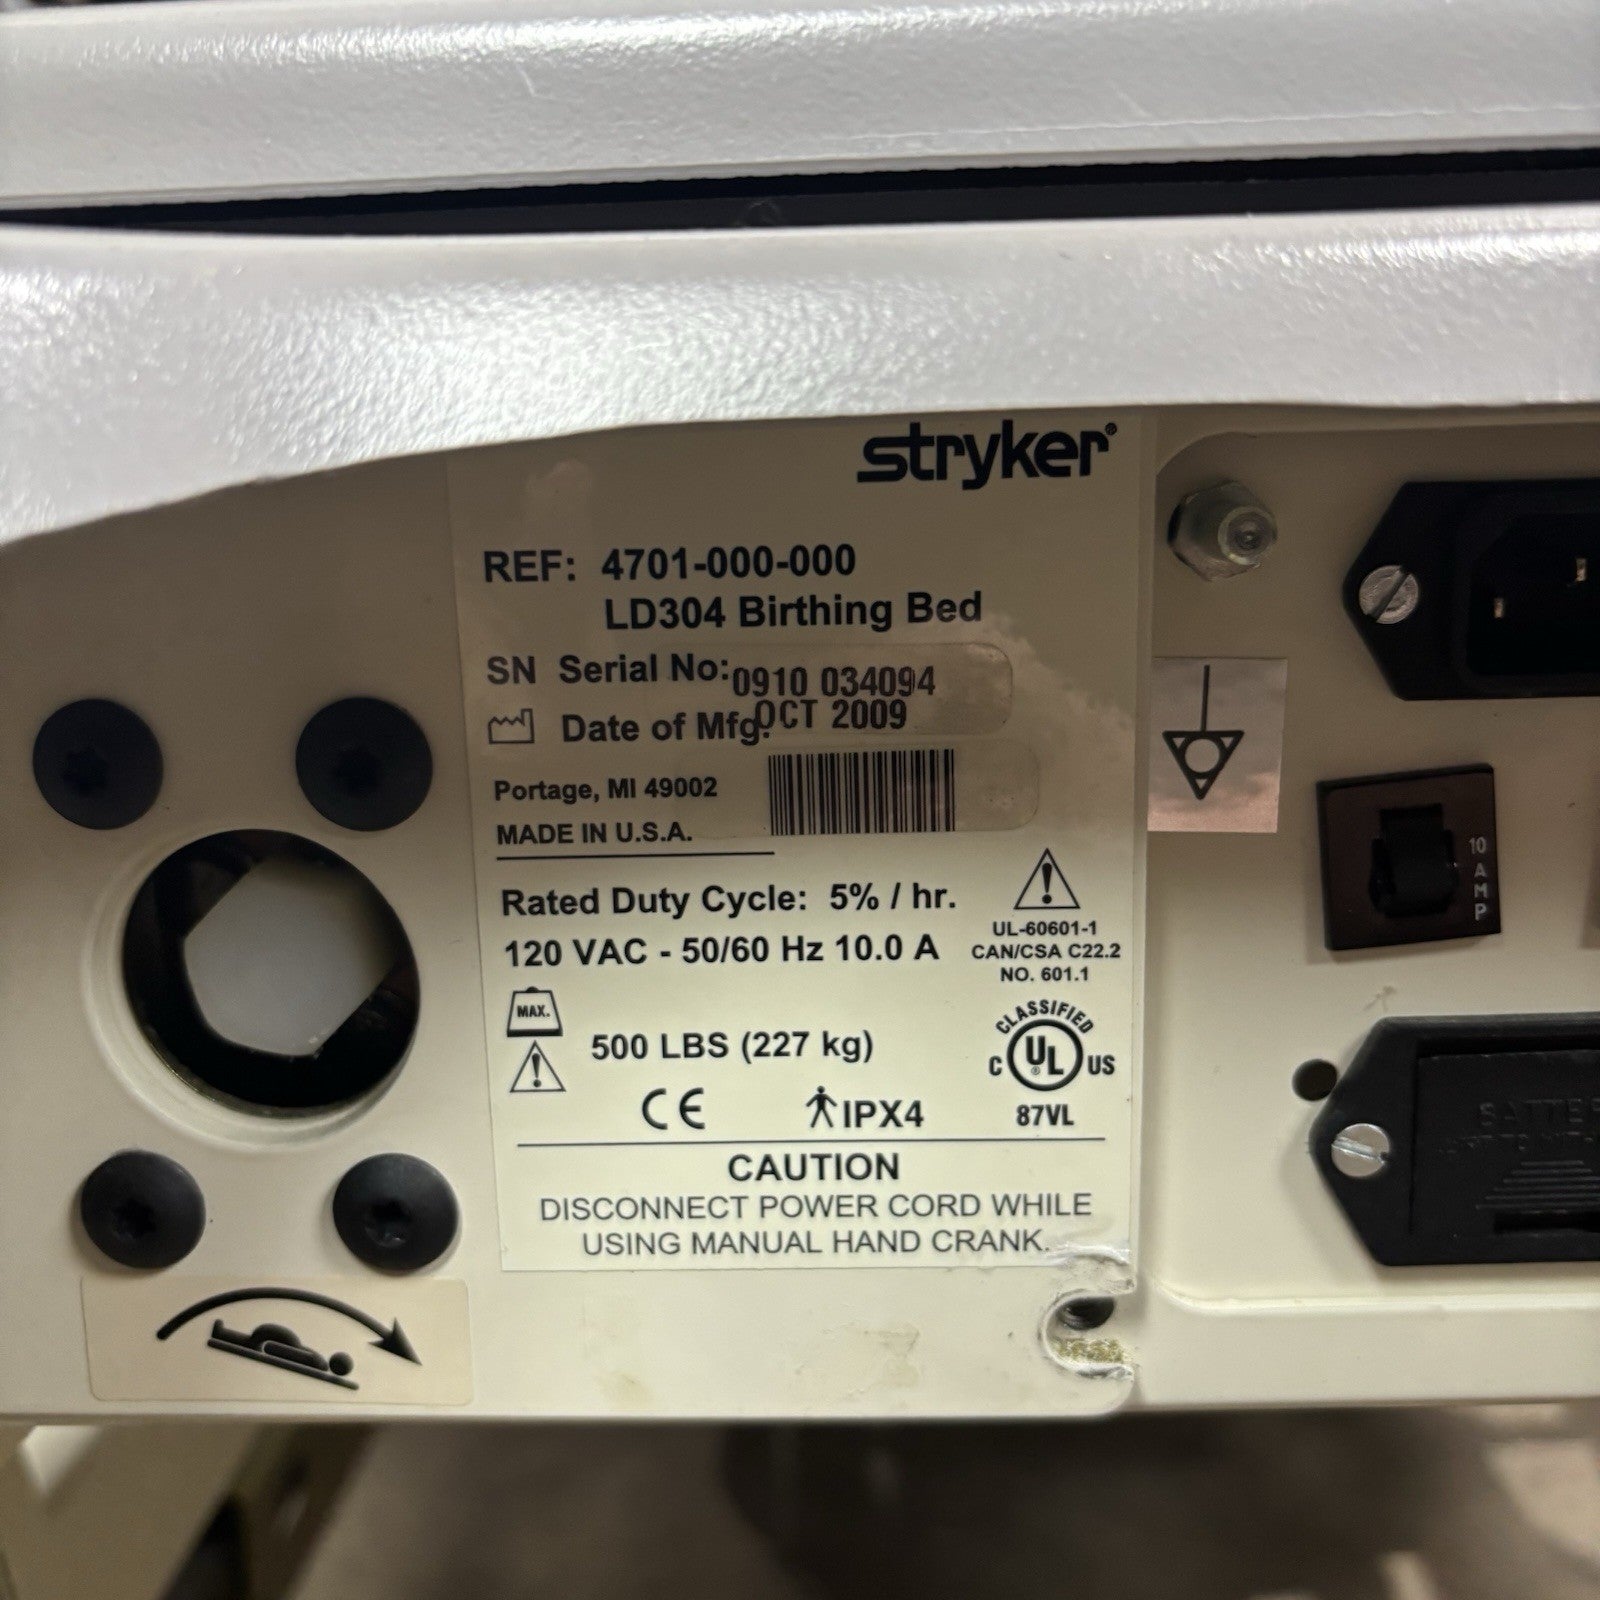 stryker®
REF: 4701-000-000
LD304 Birthing Bed
SN Serial No: 0910 034094
Date of Mfg: OCT 2009
Portage, MI 49002
MADE IN U.S.A.
Rated Duty Cycle: 5% / hr.
120 VAC - 50/60 Hz 10.0 A
UL-60601-1
CAN/CSA C22.2
NO. 601.1
MAX.
500 LBS (227 kg)
CLASSIFIED
C UL® US
CE
IPX4
87VL
CAUTION
DISCONNECT POWER CORD WHILE
USING MANUAL HAND CRANK.
10
AMP